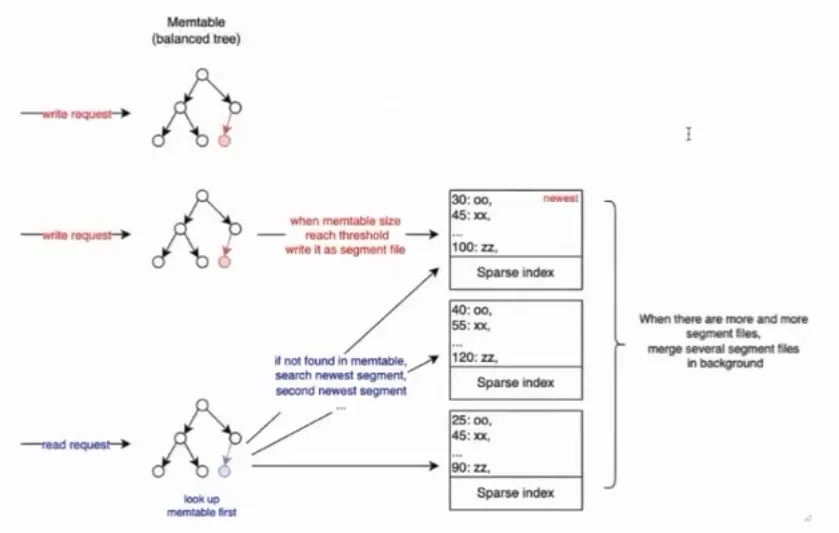 Memtable
(balanced tree)
write request
write request
when memtable size
reach threshold
write it as segment file
30: oo,
newest
45: xx,
...
100: zz,
Sparse index
40: oo,
55: xx,
...
120: zz,
Sparse index
When there are more and more
segment files,
merge several segment files
in background
if not found in memtable,
search newest segment,
second newest segment
...
read request
look up
memtable first
25: oo,
45: xx,
...
90: zz,
Sparse index